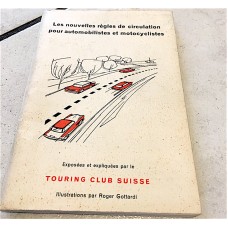 Les nouvelles règles de circulation
pour automobilistes et motocyclistes
Exposées et expliquées par le
TOURING CLUB SUISSE
Illustrations par Roger Gottardi